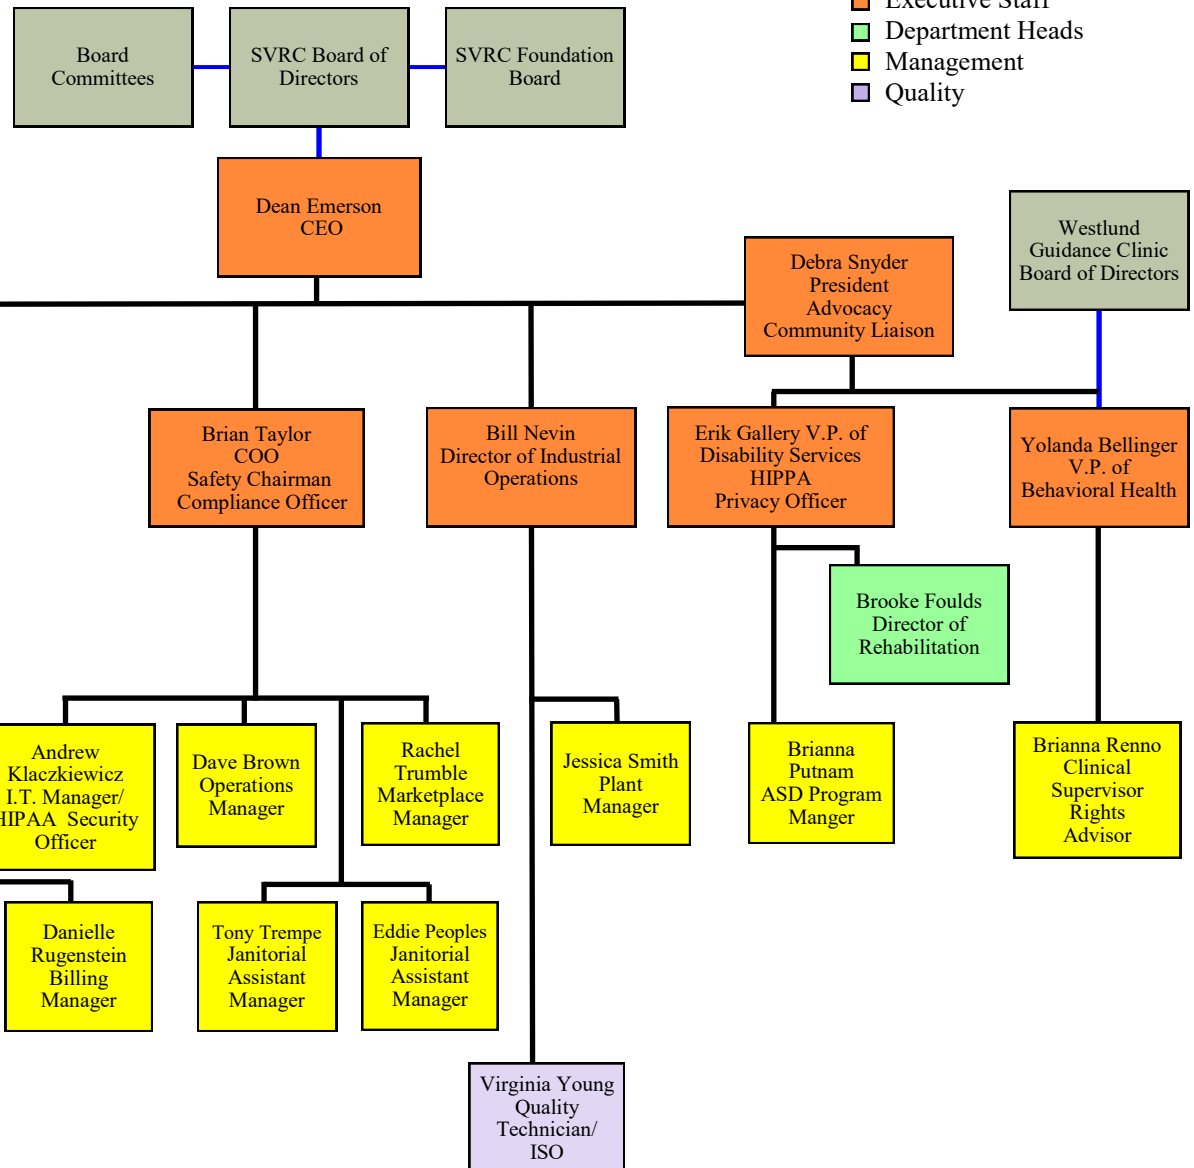 Executive Staff
Department Heads
Management
Quality
Board
Committees
SVRC Board of
Directors
SVRC Foundation
Board
Dean Emerson
CEO
Debra Snyder
President
Advocacy
Community Liaison
Westlund
Guidance Clinic
Board of Directors
Brian Taylor
COO
Safety Chairman
Compliance Officer
Bill Nevin
Director of Industrial
Operations
Erik Gallery V.P. of
Disability Services
HIPPA
Privacy Officer
Yolanda Bellinger
V.P. of
Behavioral Health
Brooke Foulds
Director of
Rehabilitation
Andrew
Klaczkiewicz
I.T. Manager/
HIPAA Security
Officer
Dave Brown
Operations
Manager
Rachel
Trumble
Marketplace
Manager
Jessica Smith
Plant
Manager
Brianna
Putnam
ASD Program
Manger
Brianna Renno
Clinical
Supervisor
Rights
Advisor
Danielle
Rugenstein
Billing
Manager
Tony Trempe
Janitorial
Assistant
Manager
Eddie Peoples
Janitorial
Assistant
Manager
Virginia Young
Quality
Technician/
ISO